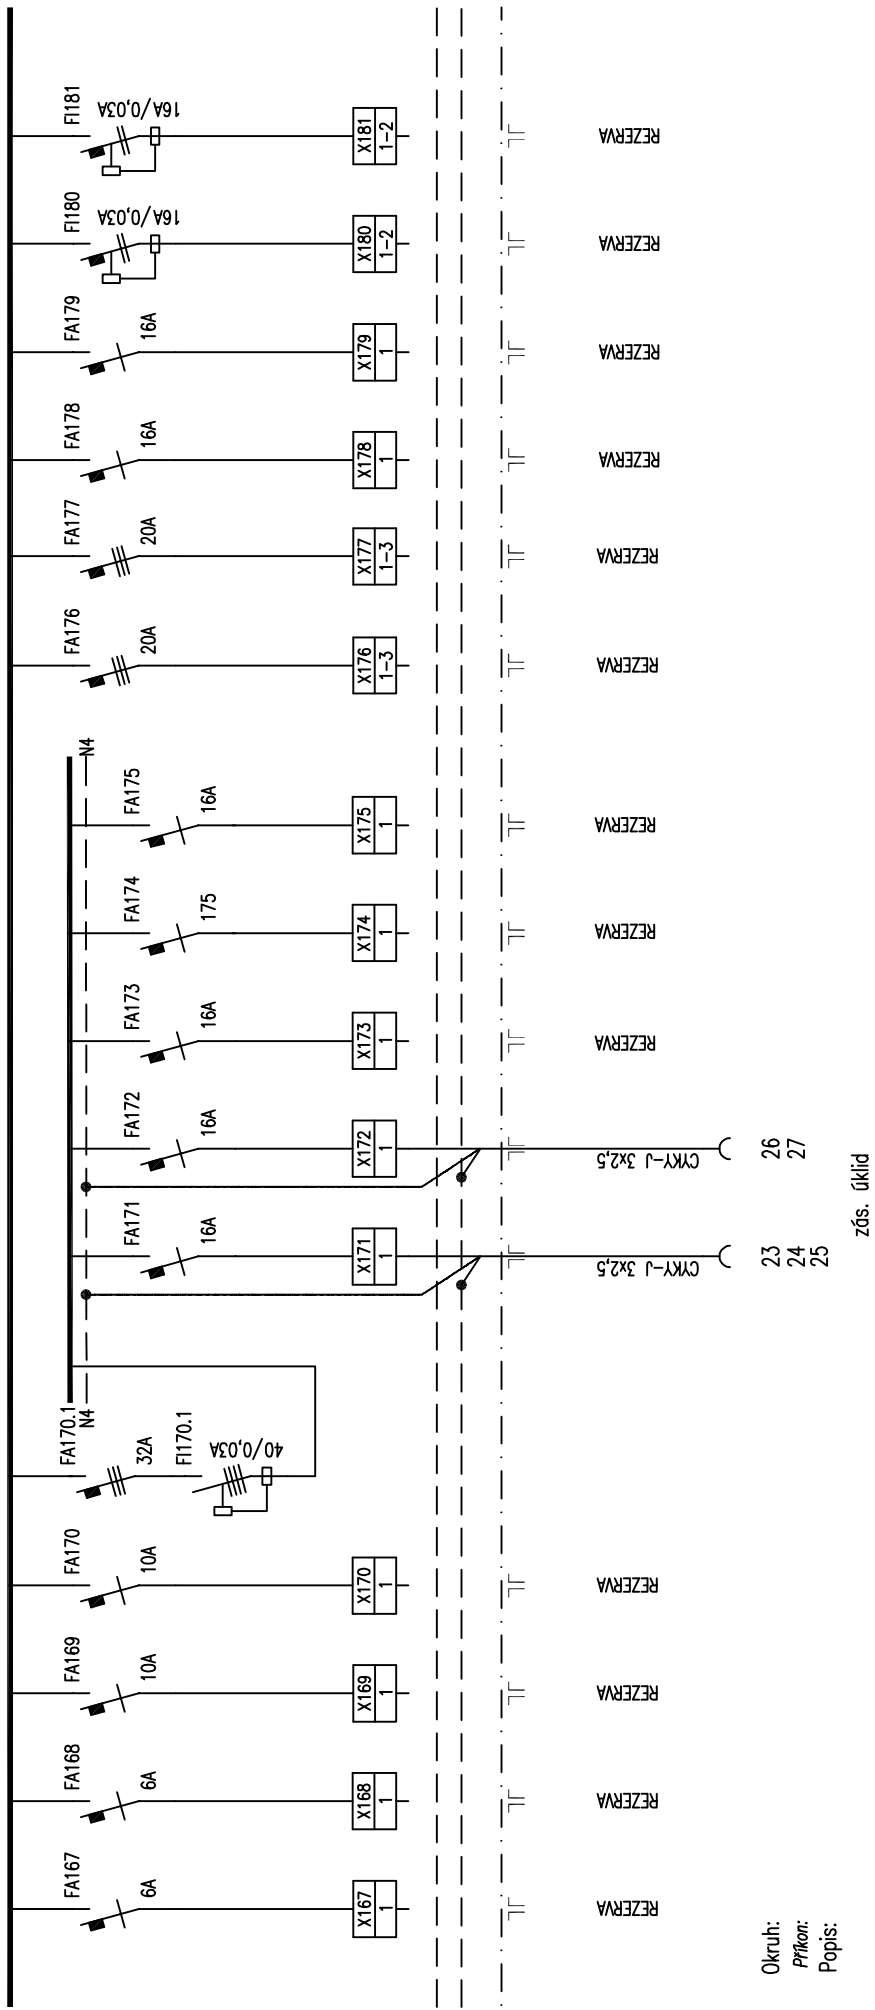 FA167
6A
X167
1
REZERVA
FA168
6A
X168
1
REZERVA
FA169
10A
X169
1
REZERVA
FA170
10A
X170
1
REZERVA
FA170.1
32A
FI170.1
40/0,03A
N4
N4
FA171
16A
X171
1
CYKY-J 3x2,5
23
24
25
FA172
16A
X172
1
CYKY-J 3x2,5
26
27
zás. úklid
FA173
16A
X173
1
REZERVA
FA174
175
X174
1
REZERVA
FA175
16A
X175
1
REZERVA
FA176
20A
X176
1-3
REZERVA
FA177
20A
X177
1-3
REZERVA
FA178
16A
X178
1
REZERVA
FA179
16A
X179
1
REZERVA
FI180
16A/0,03A
X180
1-2
REZERVA
FI181
16A/0,03A
X181
1-2
REZERVA
Okruh:
Příkon:
Popis: